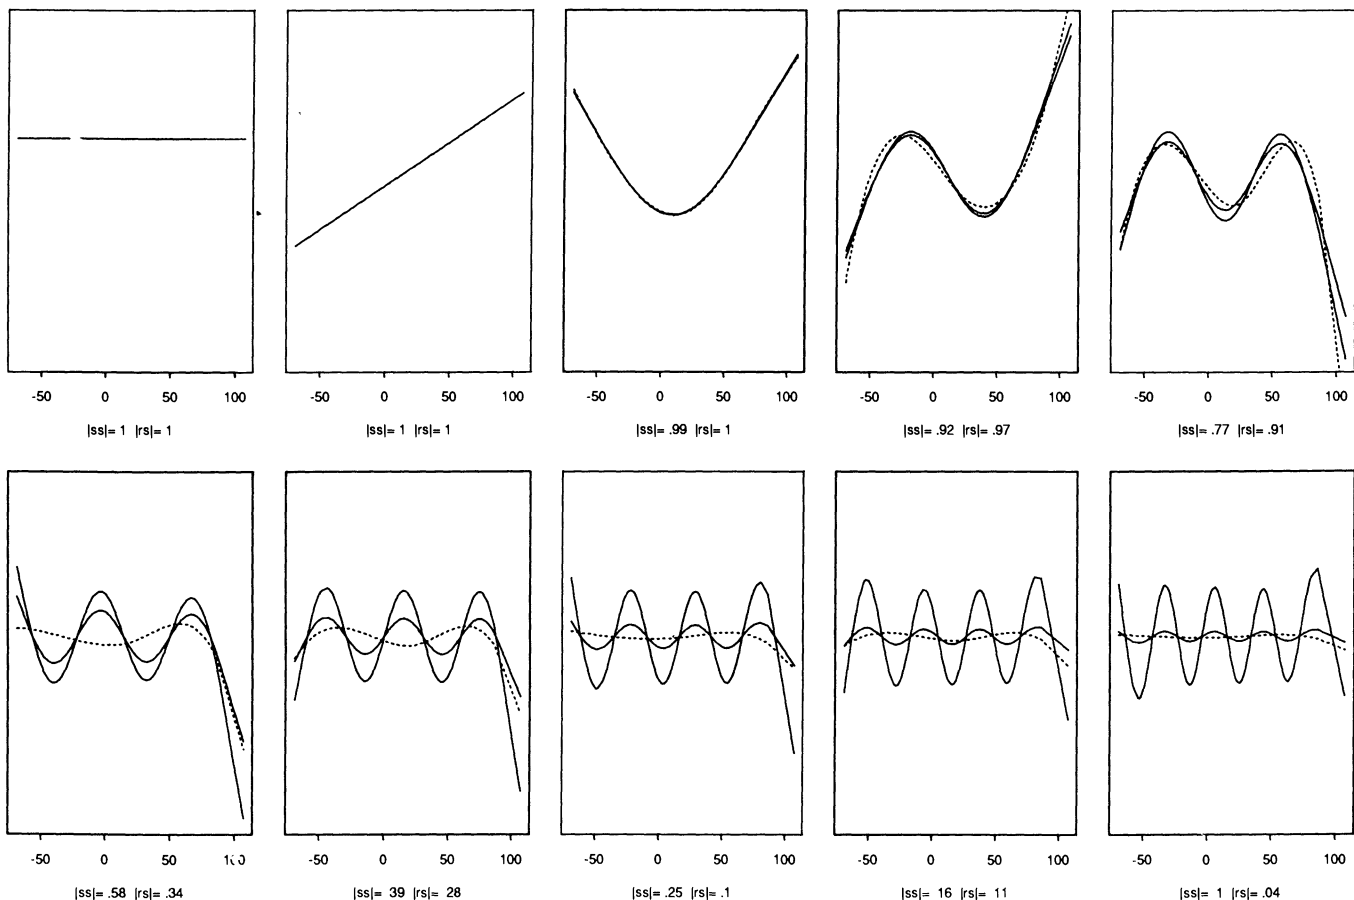 -50 0 50 100 -50 0 50 100 -50 0 50 100 -50 0 50 100 -50 0 50 100
|ss|= 1 |rs|= 1 |ss|= 1 |rs|= 1 |ss|= .99 |rs|= 1 |ss|= .92 |rs|= .97 |ss|= .77 |rs|= .91
-50 0 50 100 -50 0 50 100 -50 0 50 100 -50 0 50 100 -50 0 50 100
|ss|= .58 |rs|= .34 |ss|= 39 |rs|= 28 |ss|= .25 |rs|= .1 |ss|= 16 |rs|= 11 |ss|= 1 |rs|= .04